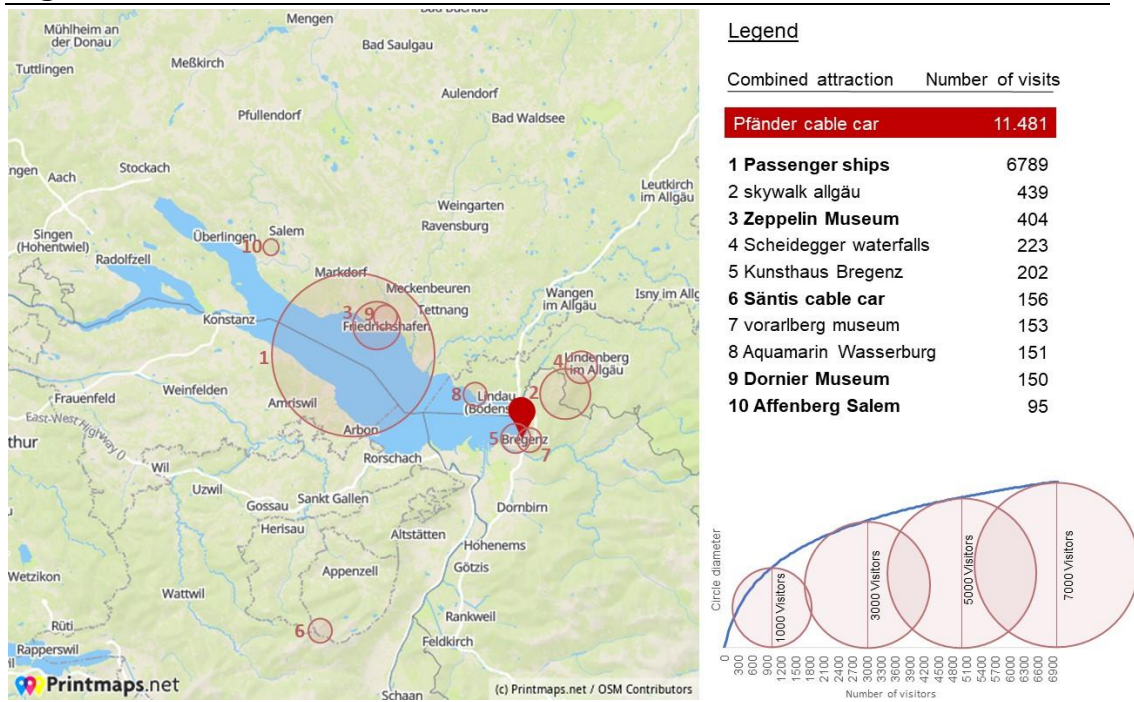 Mengen
Mühlheim an
der Donau
Bad Saulgau
Meßkirch
Tuttlingen
Aulendorf
Pfullendorf
Bad Waldsee
Stockach
ngen
Aach
Leutkirch
im Allgäu
Weingarten
Ravensburg
Singen
(Hohentwiel)
Überlingen
Salem
10
Radolfzell
Markdorf
Meckenbeuren
Tettnang
Wangen
im Allgäu
Isny im Allg
3
9
Friedrichshafen
Konstanz
1
4
Lindenberg
im Allgäu
Weinfelden
Frauenfeld
8
Lindau
(Bodens
2
Amriswil
East-West Highway 0
Arbon
5
Bregenz
7
thur
Rorschach
Wil
Uzwil
Sankt Gallen
Gossau
Dornbirn
Herisau
Altstätten
Hohenems
Götzis
Wetzikon
Appenzell
Wattwil
Rankweil
6
Rüti
Feldkirch
Rapperswil
Printmaps.net
(c) Printmaps.net / OSM Contributors
Schaan
Legend
Combined attraction Number of visits
Pfänder cable car 11.481
1 Passenger ships 6789
2 skywalk allgäu 439
3 Zeppelin Museum 404
4 Scheidegger waterfalls 223
5 Kunsthaus Bregenz 202
6 Säntis cable car 156
7 vorarlberg museum 153
8 Aquamarin Wasserburg 151
9 Dornier Museum 150
10 Affenberg Salem 95
Circle diameter
1000 Visitors
3000 Visitors
5000 Visitors
7000 Visitors
0 300 600 900 1200 1500 1800 2100 2400 2700 3000 3300 3600 3900 4200 4500 4800 5100 5400 5700 6000 6300 6600 6900
Number of visitors